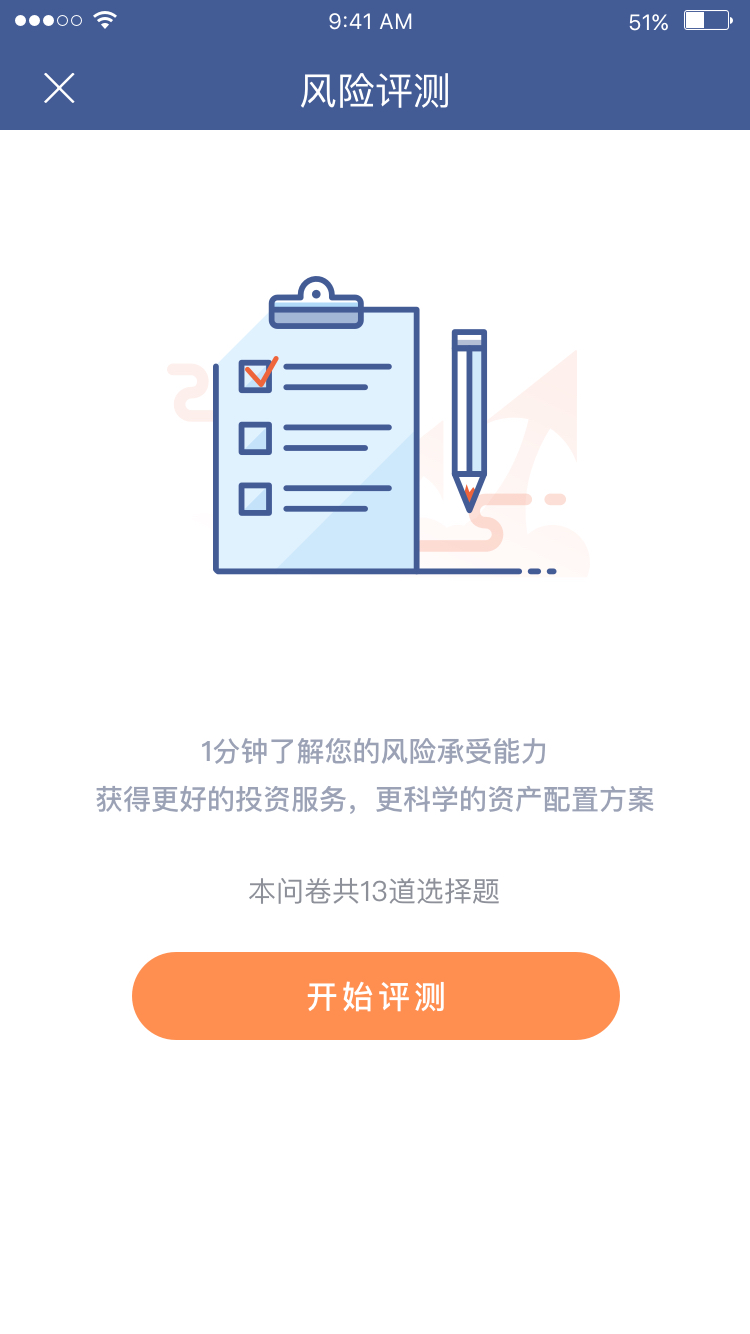 9:41 AM
51%
风险评测
1分钟了解您的风险承受能力
获得更好的投资服务，更科学的资产配置方案
本问卷共13道选择题
开始评测